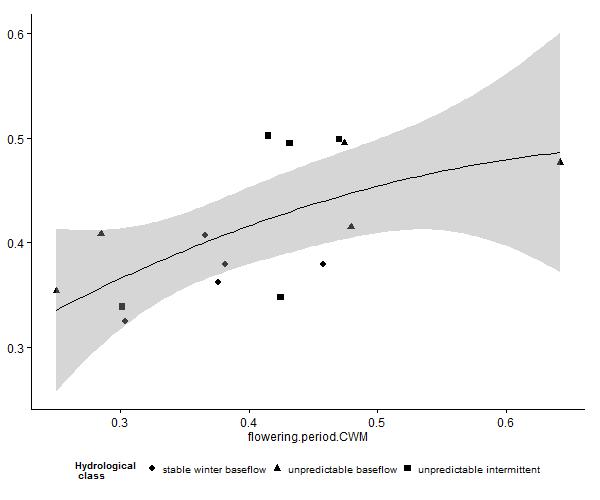 0.6
0.5
0.4
0.3
0.3 0.4 0.5 0.6
flowering.period.CWM
Hydrological
class
stable winter baseflow unpredictable baseflow unpredictable intermittent